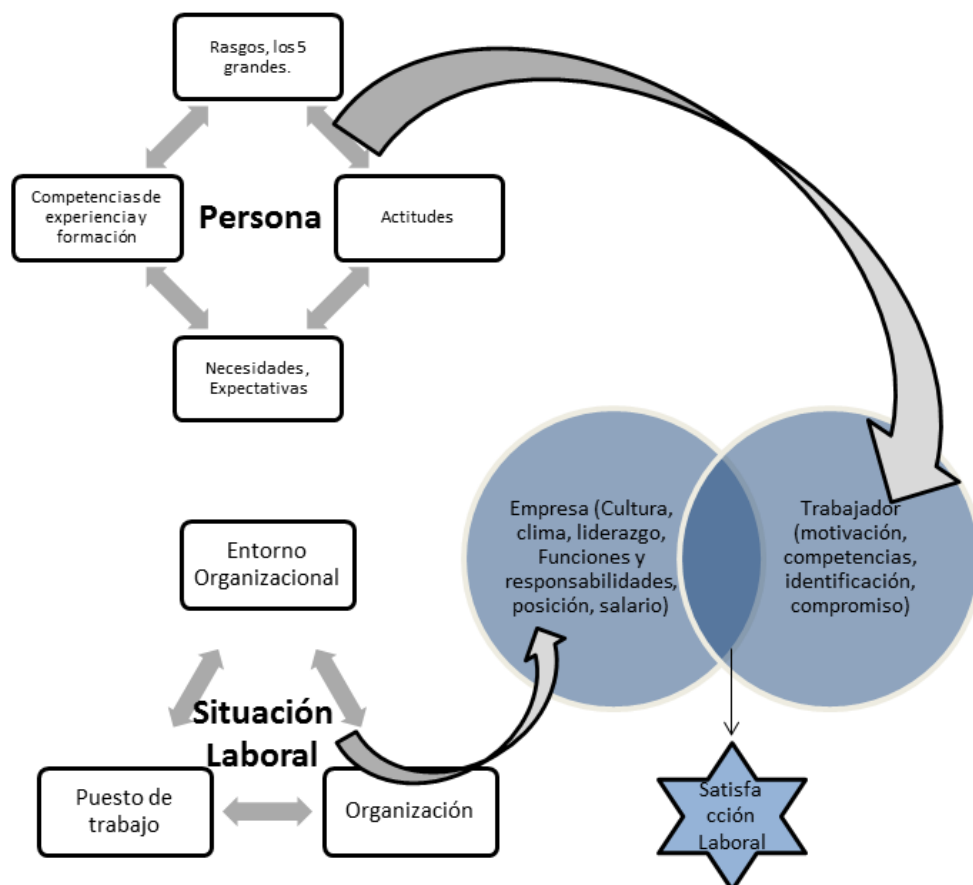 Rasgos, los 5
grandes.
Competencias de
experiencia y
formación
Persona
Actitudes
Necesidades,
Expectativas
Empresa (Cultura,
clima, liderazgo,
Funciones y
responsabilidades,
posición, salario)
Trabajador
(motivación,
competencias,
identificación,
compromiso)
Entorno
Organizacional
Situación
Laboral
Puesto de
trabajo
Organización
Satisfa
cción
Laboral